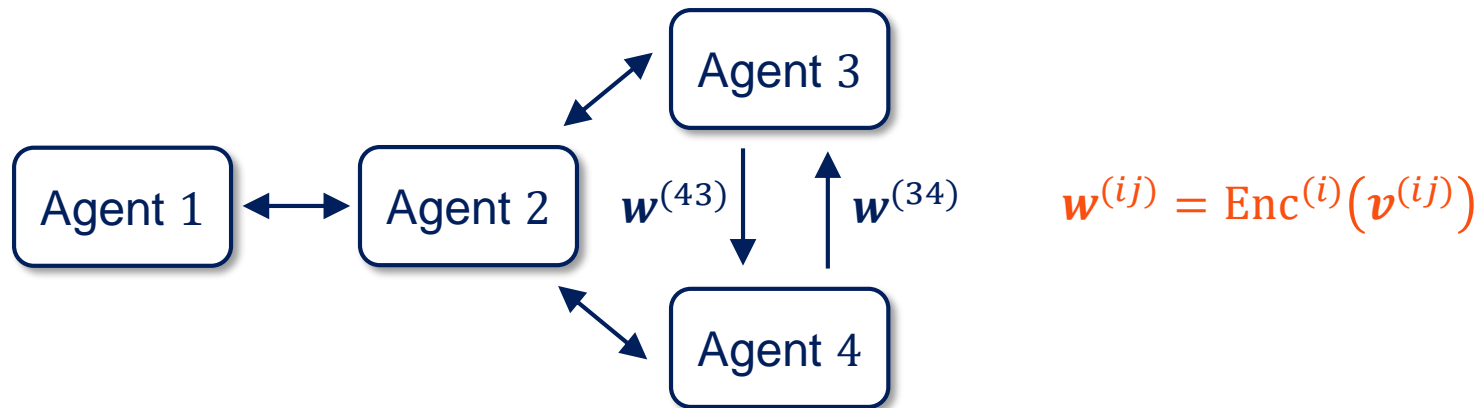 Agent 3
Agent 1
Agent 2
w^{(43)}
w^{(34)}
w^{(ij)} = Enc^{(i)}(v^{(ij)})
Agent 4